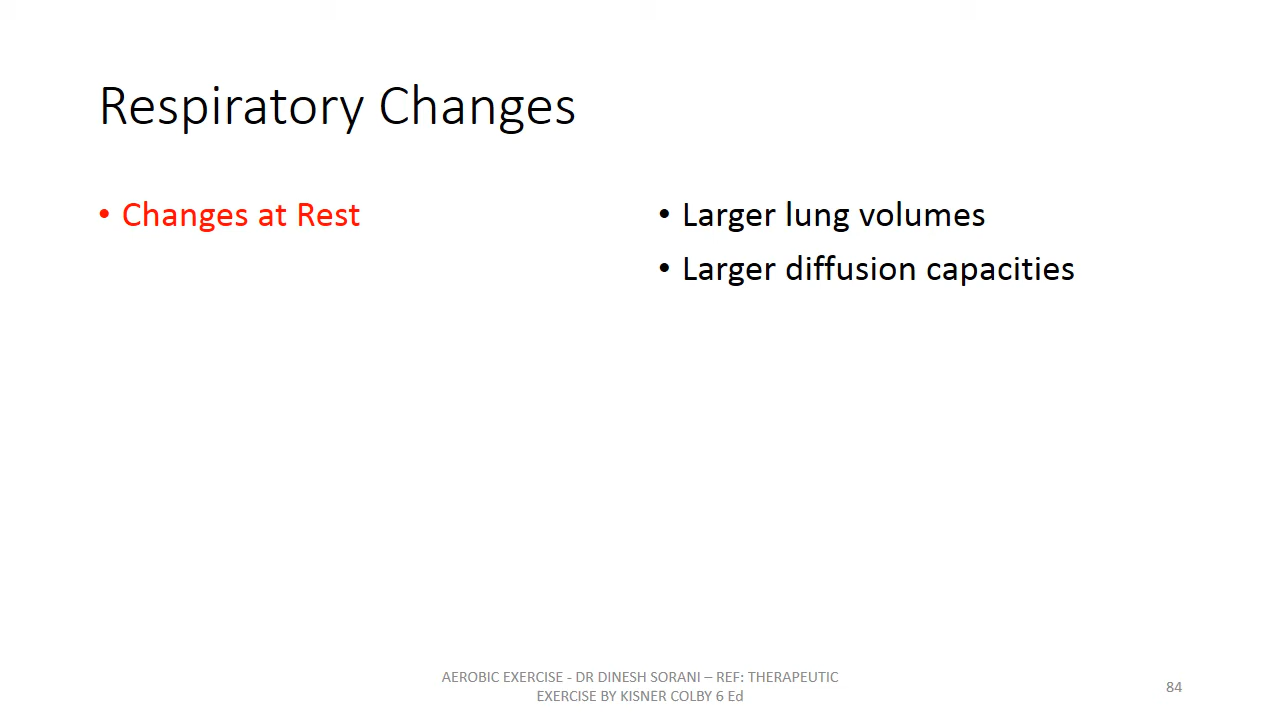 Respiratory Changes
• Changes at Rest
• Larger lung volumes
• Larger diffusion capacities
AEROBIC EXERCISE - DR DINESH SORANI – REF: THERAPEUTIC
EXERCISE BY KISNER COLBY 6 Ed
84